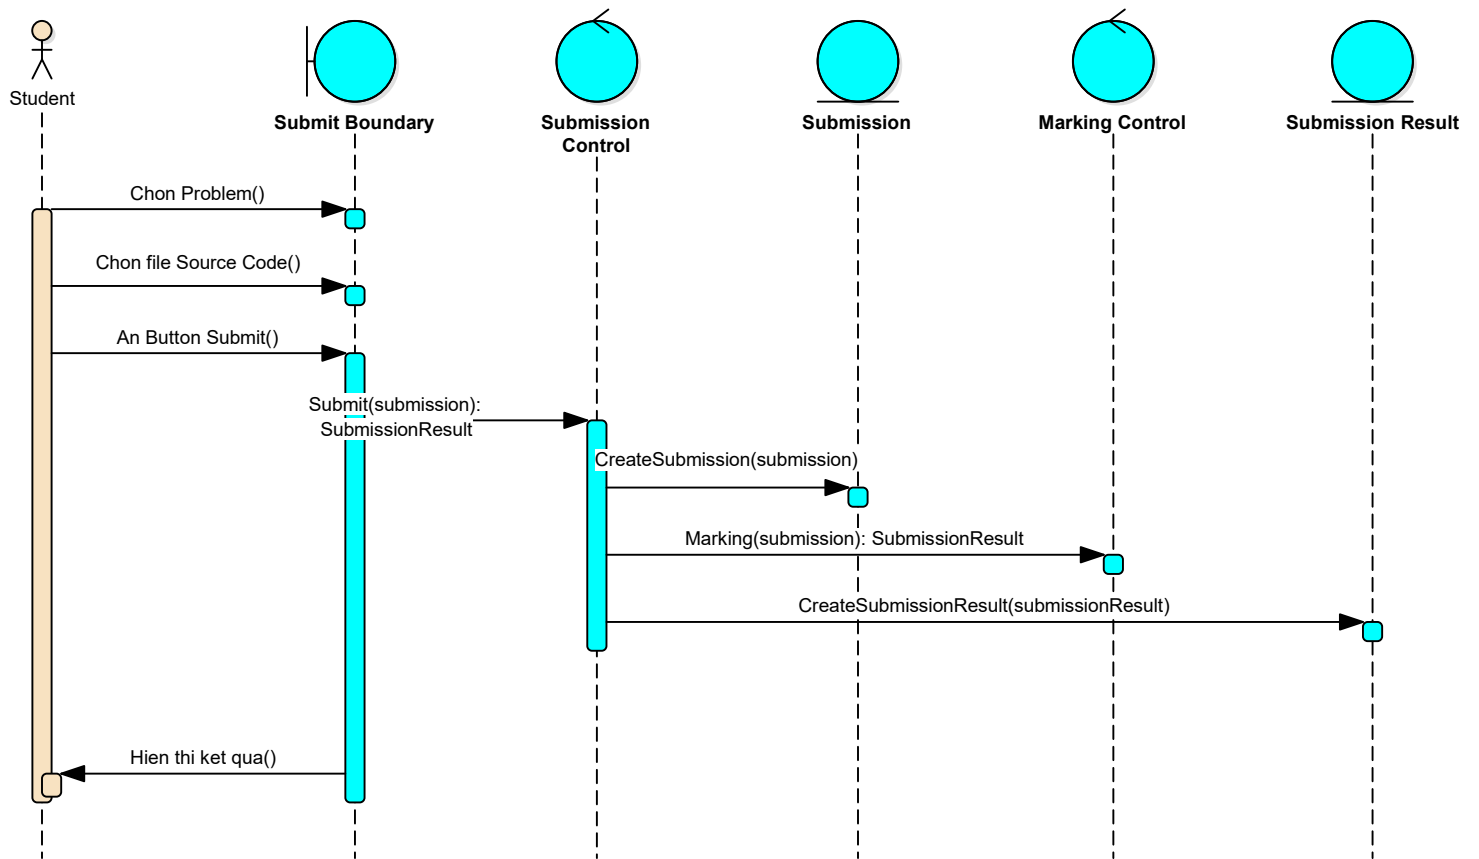 Student
Submit Boundary
Submission
Control
Submission
Marking Control
Submission Result
Chon Problem()
Chon file Source Code()
An Button Submit()
Submit(submission):
SubmissionResult
CreateSubmission(submission)
Marking(submission): SubmissionResult
CreateSubmissionResult(submissionResult)
Hien thi ket qua()